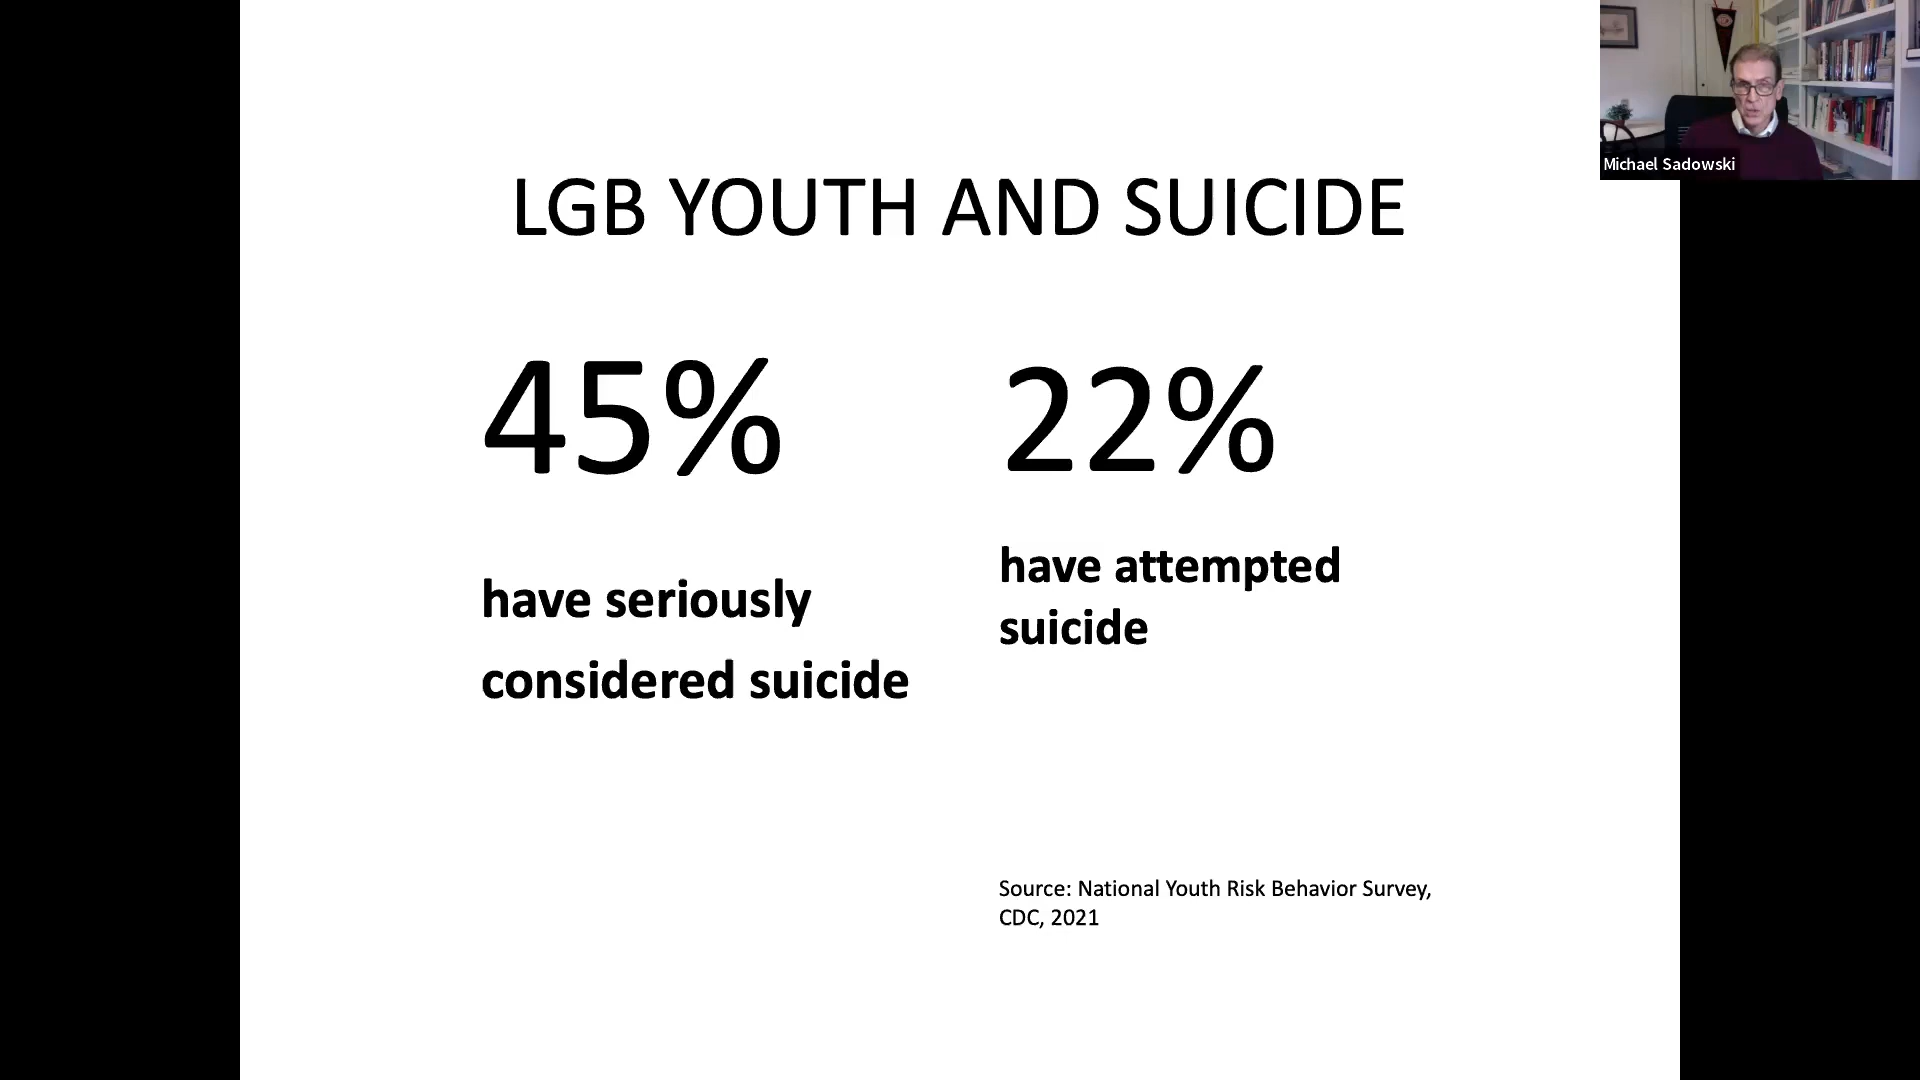 LGB YOUTH AND SUICIDE
45%
have seriously
considered suicide
22%
have attempted
suicide
Source: National Youth Risk Behavior Survey,
CDC, 2021
Michael Sadowski